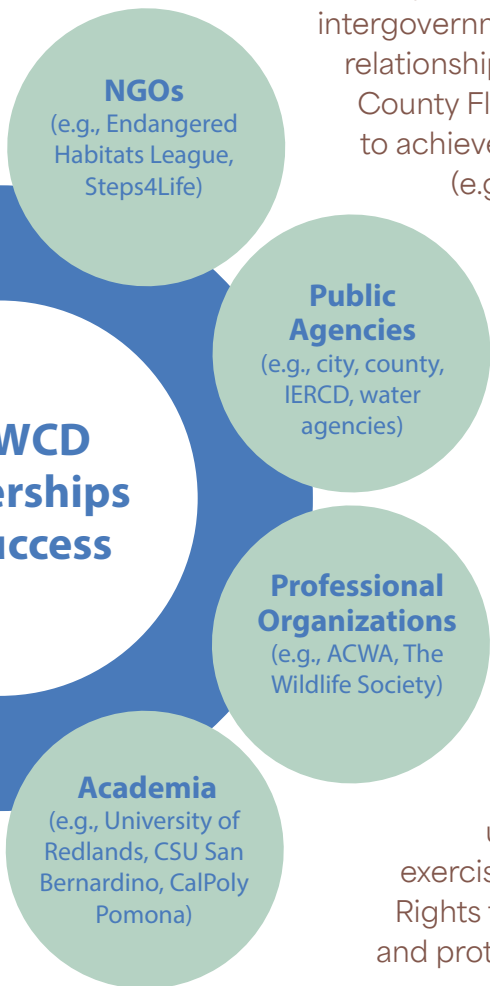 NGOs
(e.g., Endangered
Habitats League,
Steps4Life)
Public
Agencies
(e.g., city, county,
IERCD, water
agencies)
WCD
erships
uccess
Professional
Organizations
(e.g., ACWA, The
Wildlife Society)
Academia
(e.g., University of
Redlands, CSU San
Bernardino, CalPoly
Pomona)
intergovernm
relationship
County Fl
to achieve
(e.g
exercis
Rights
and prot